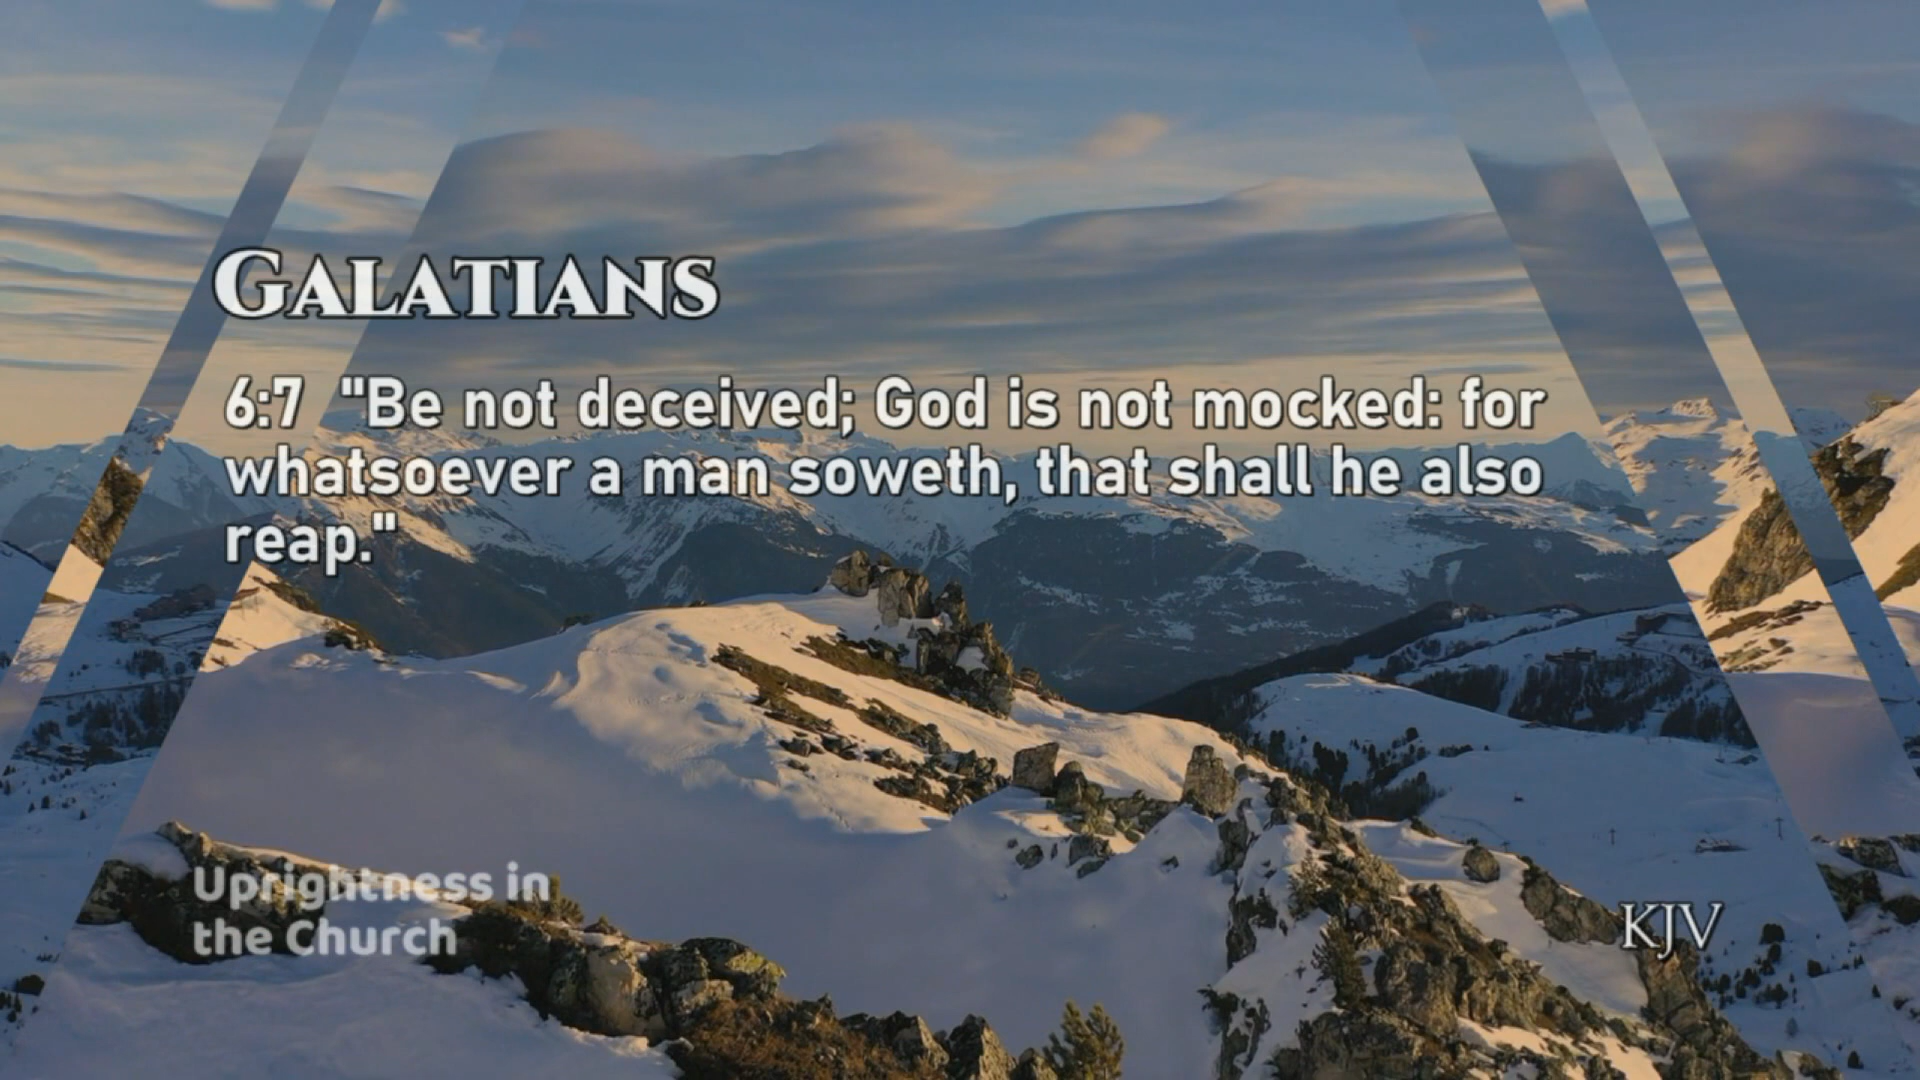 GALATIANS
6:7 "Be not deceived; God is not mocked: for
whatsoever a man soweth, that shall he also
reap."
Uprightness in
the Church
KJV